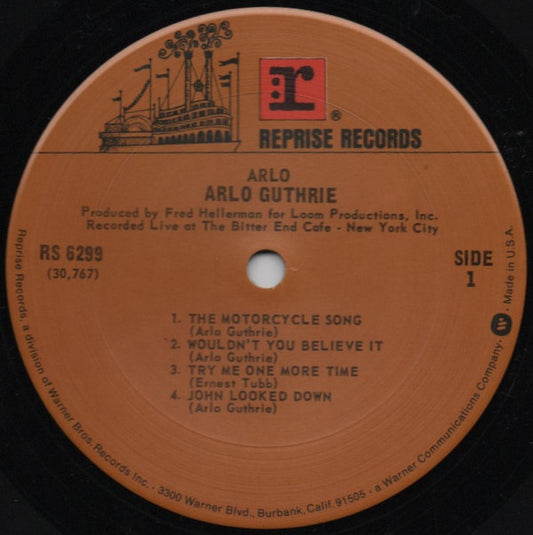 r
®
REPRISE RECORDS
ARLO
ARLO GUTHRIE
Produced by Fred Hellerman for Loom Productions, Inc.
Recorded Live at The Bitter End Cafe - New York City
RS 6299
(30,767)
SIDE
1
1. THE MOTORCYCLE SONG
(Arlo Guthrie)
2. WOULDN'T YOU BELIEVE IT
(Arlo Guthrie)
3. TRY ME ONE MORE TIME
(Ernest Tubb)
4. JOHN LOOKED DOWN
(Arlo Guthrie)
Reprise Records, a division of Warner Bros. Records Inc. • 3300 Warner Blvd., Burbank, Calif. 91505 • a Warner Communications Company • W • Made in U.S.A.